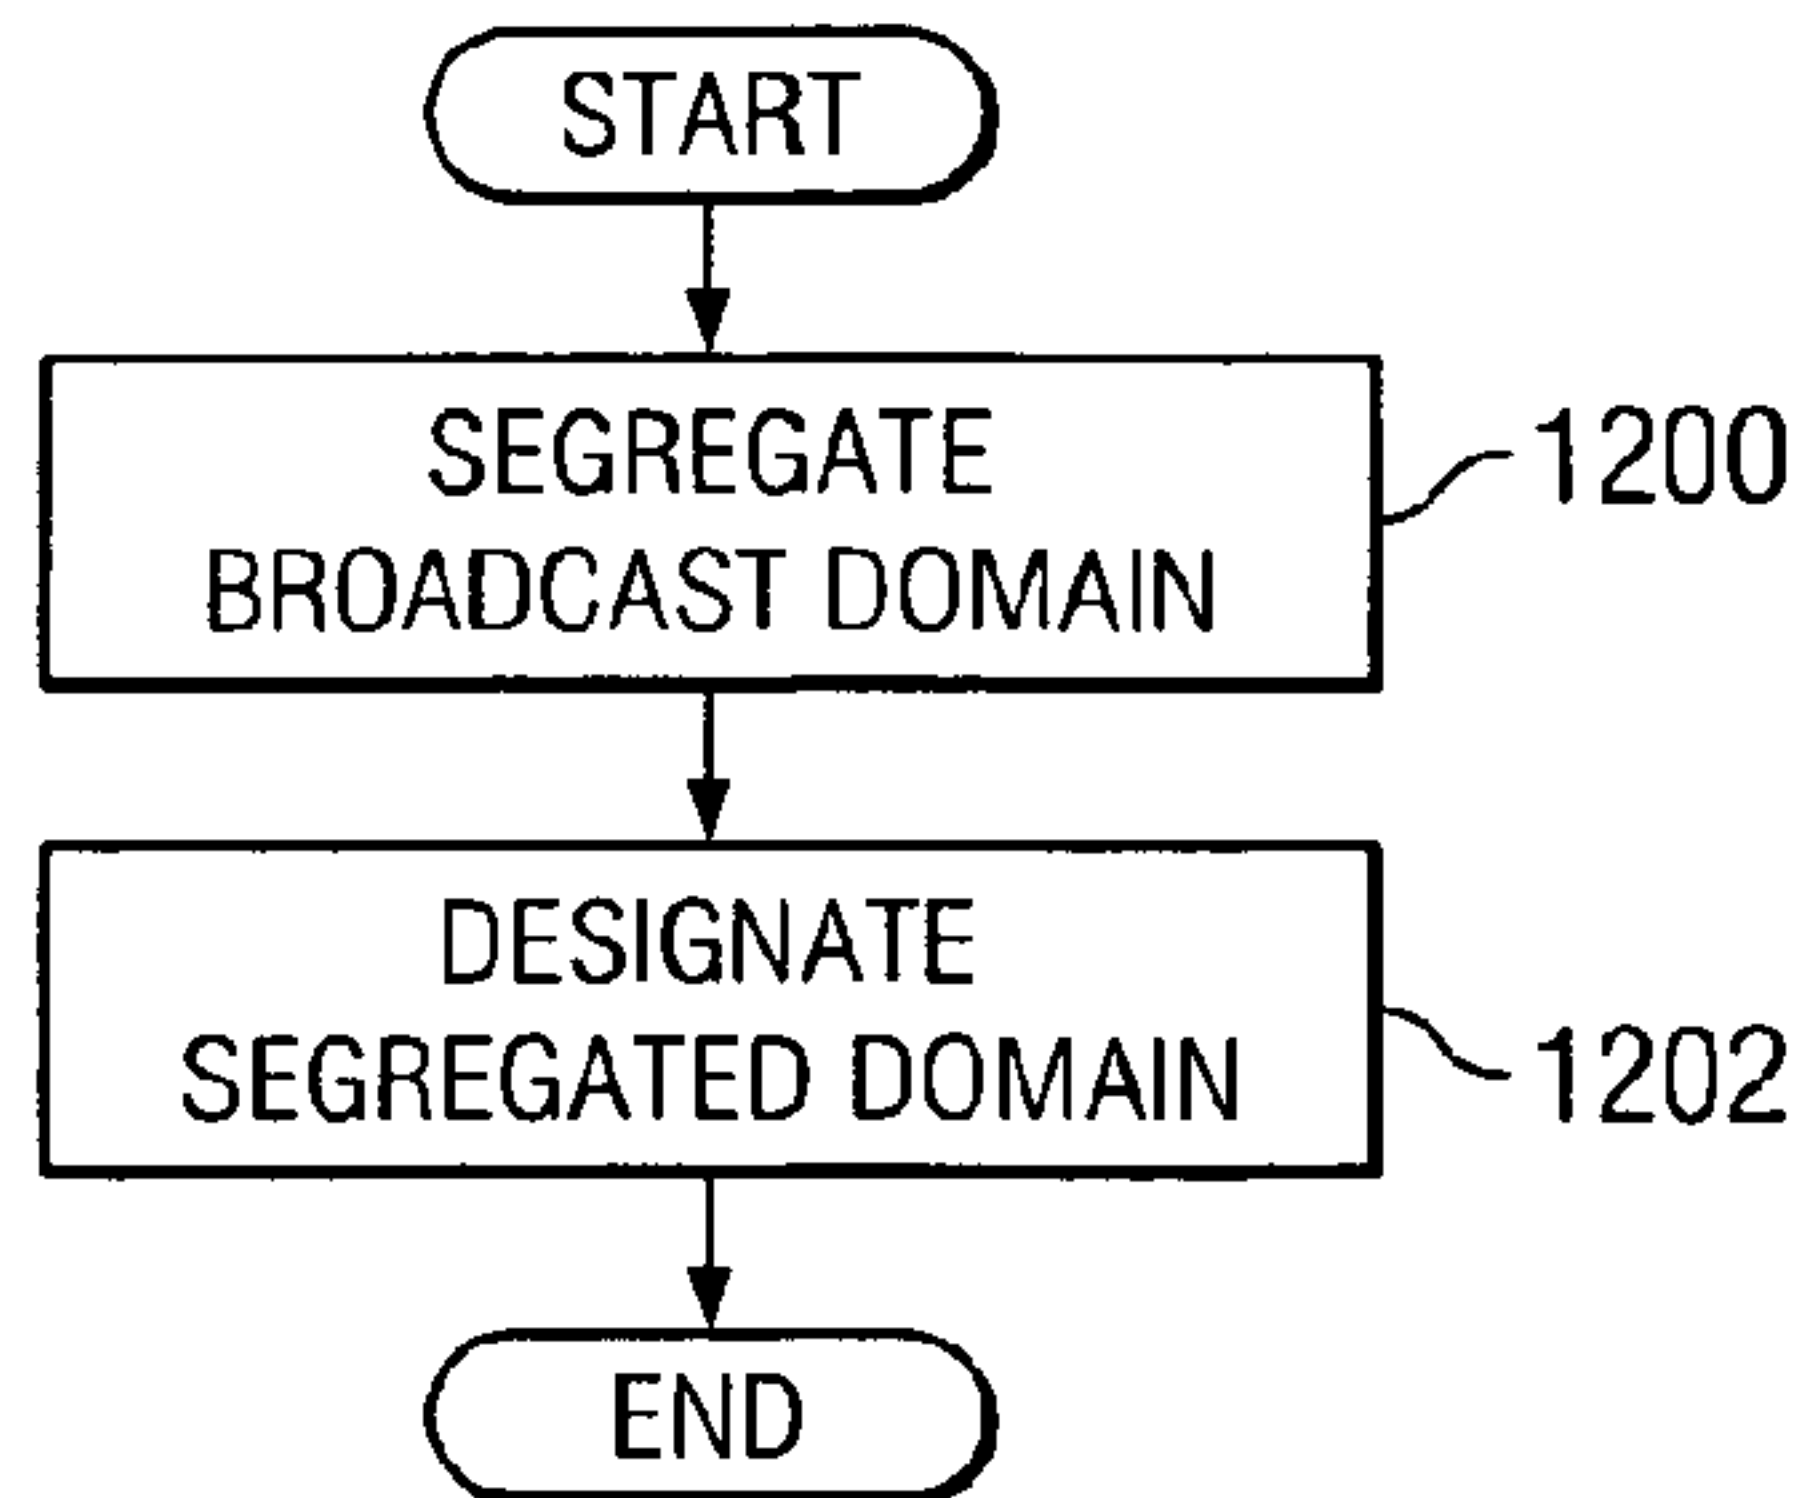 START
SEGREGATE
BROADCAST DOMAIN
1200
DESIGNATE
SEGREGATED DOMAIN
1202
END